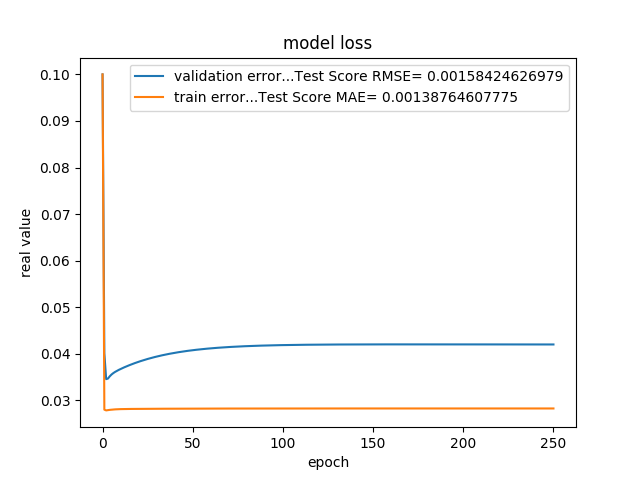 model loss
validation error...Test Score RMSE= 0.00158424626979
train error...Test Score MAE= 0.00138764607775
real value
0.10
0.09
0.08
0.07
0.06
0.05
0.04
0.03
0 50 100 150 200 250
epoch